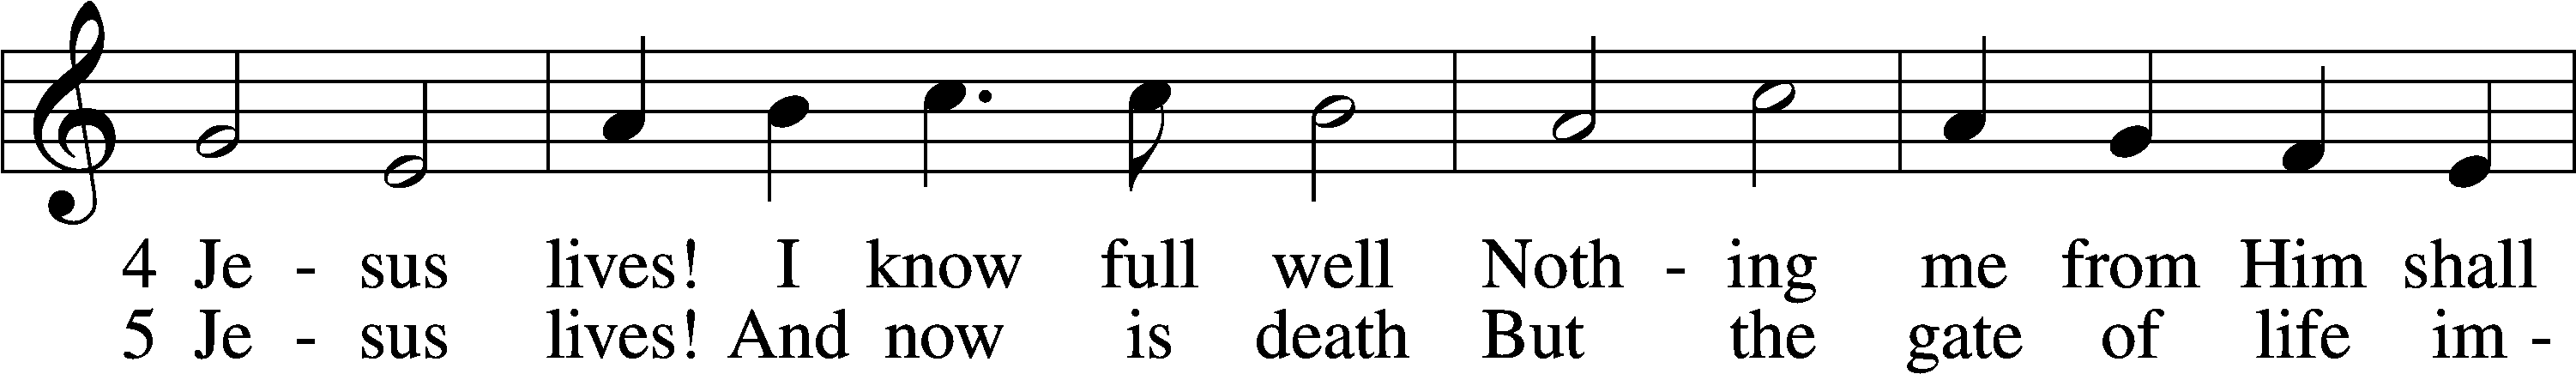 4 Je - sus lives! I know full well Noth - ing me from Him shall
5 Je - sus lives! And now is death But the gate of life im -